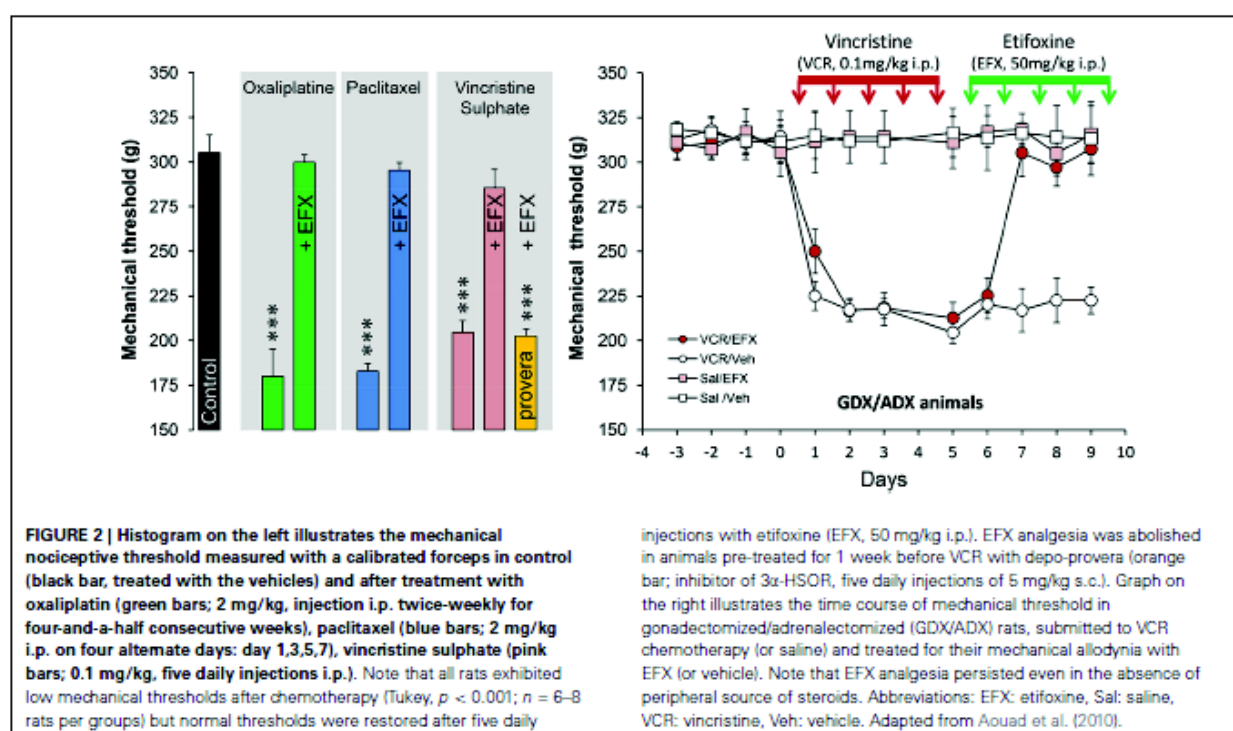 Oxaliplatine
Paclitaxel
Vincristine
Sulphate
Mechanical threshold (g)
350
325
300
275
250
225
200
175
150
Control
***
+ EFX
***
+ EFX
***
+ EFX
*** + EFX
provera
Vincristine
(VCR, 0.1mg/kg i.p.)
Etifoxine
(EFX, 50mg/kg i.p.)
Mechanical threshold (g)
350
325
300
275
250
225
200
175
150
VCR/EFX
VCR/Veh
Sal/EFX
Sal /Veh
GDX/ADX animals
-4 -3 -2 -1 0 1 2 3 4 5 6 7 8 9 10
Days
FIGURE 2 | Histogram on the left illustrates the mechanical
nociceptive threshold measured with a calibrated forceps in control
(black bar, treated with the vehicles) and after treatment with
oxaliplatin (green bars; 2 mg/kg, injection i.p. twice-weekly for
four-and-a-half consecutive weeks), paclitaxel (blue bars; 2 mg/kg
i.p. on four alternate days: day 1,3,5,7), vincristine sulphate (pink
bars; 0.1 mg/kg, five daily injections i.p.). Note that all rats exhibited
low mechanical thresholds after chemotherapy (Tukey, p < 0.001; n = 6–8
rats per groups) but normal thresholds were restored after five daily
injections with etifoxine (EFX, 50 mg/kg i.p.). EFX analgesia was abolished
in animals pre-treated for 1 week before VCR with depo-provera (orange
bar; inhibitor of 3α-HSOR, five daily injections of 5 mg/kg s.c.). Graph on
the right illustrates the time course of mechanical threshold in
gonadectomized/adrenalectomized (GDX/ADX) rats, submitted to VCR
chemotherapy (or saline) and treated for their mechanical allodynia with
EFX (or vehicle). Note that EFX analgesia persisted even in the absence of
peripheral source of steroids. Abbreviations: EFX: etifoxine, Sal: saline,
VCR: vincristine, Veh: vehicle. Adapted from Aouad et al. (2010).